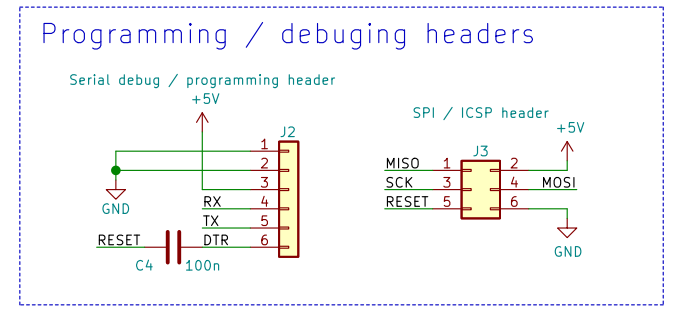 Programming / debuging headers
Serial debug / programming header
+5V
J2
1
2
3
GND
RX 4
TX 5
RESET DTR 6
C4 100n
SPI / ICSP header
+5V
J3
MISO 1 2
SCK 3 4 MOSI
RESET 5 6
GND